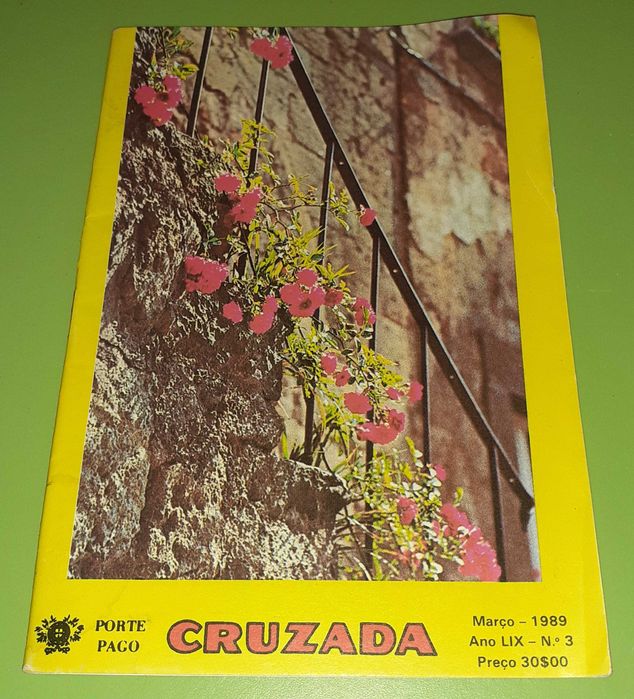 PORTE
PAGO
CRUZADA
Março - 1989
Ano LIX - N.º 3
Preço 30$00